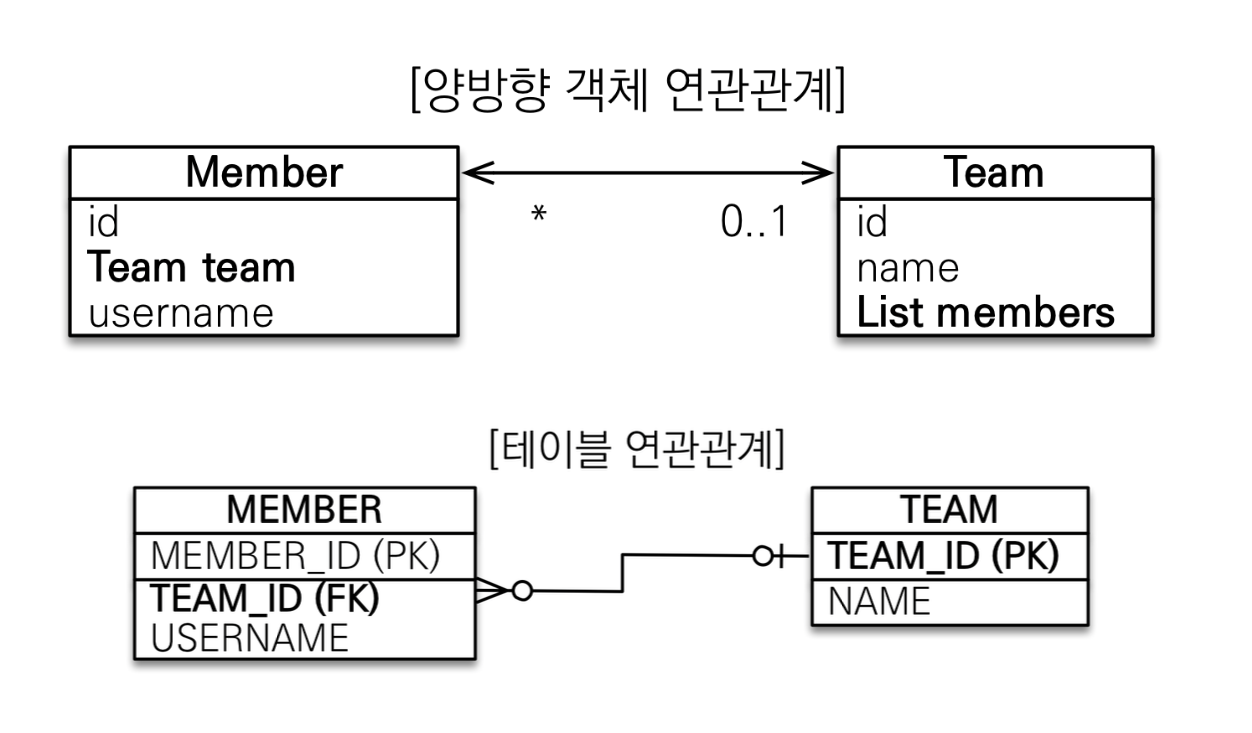 [양방향 객체 연관관계]
Member
id
Team team
username
*
0..1
Team
id
name
List members
[테이블 연관관계]
MEMBER
MEMBER_ID (PK)
TEAM_ID (FK)
USERNAME
TEAM
TEAM_ID (PK)
NAME